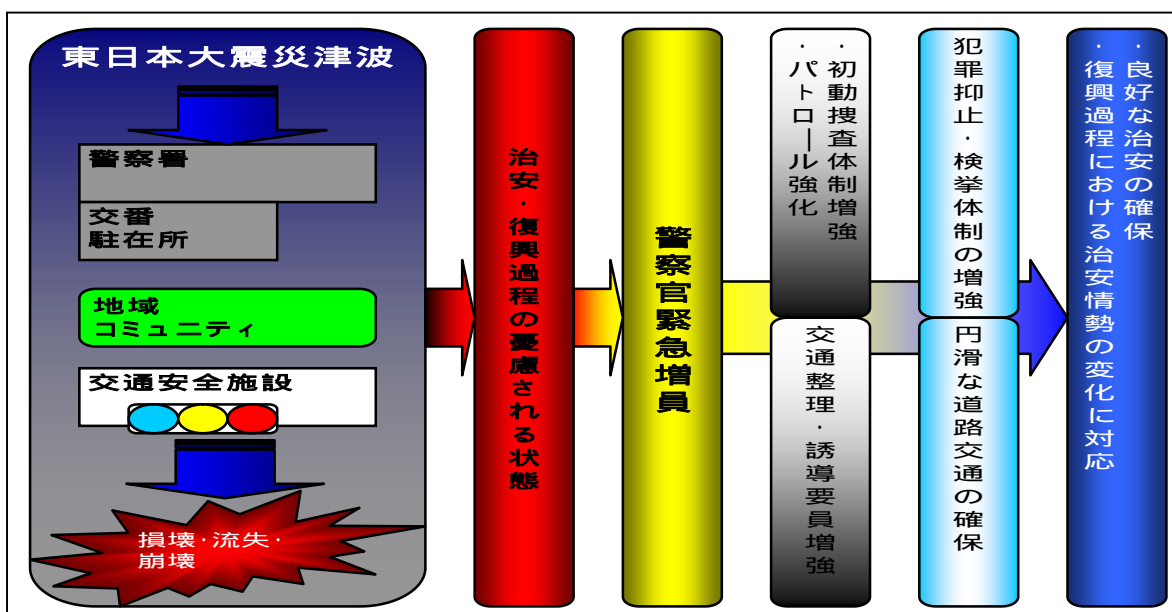 東日本大震災津波
警察署
交番
駐在所
地域
コミュニティ
交通安全施設
損壊・流失・
崩壊
治安・復興過程の憂慮される状態
警察官緊急増員
・初動捜査体制増強
・パトロール強化
交通整理・誘導要員増強
犯罪抑止・検挙体制の増強
円滑な道路交通の確保
・良好な治安の確保
・復興過程における治安情勢の変化に対応